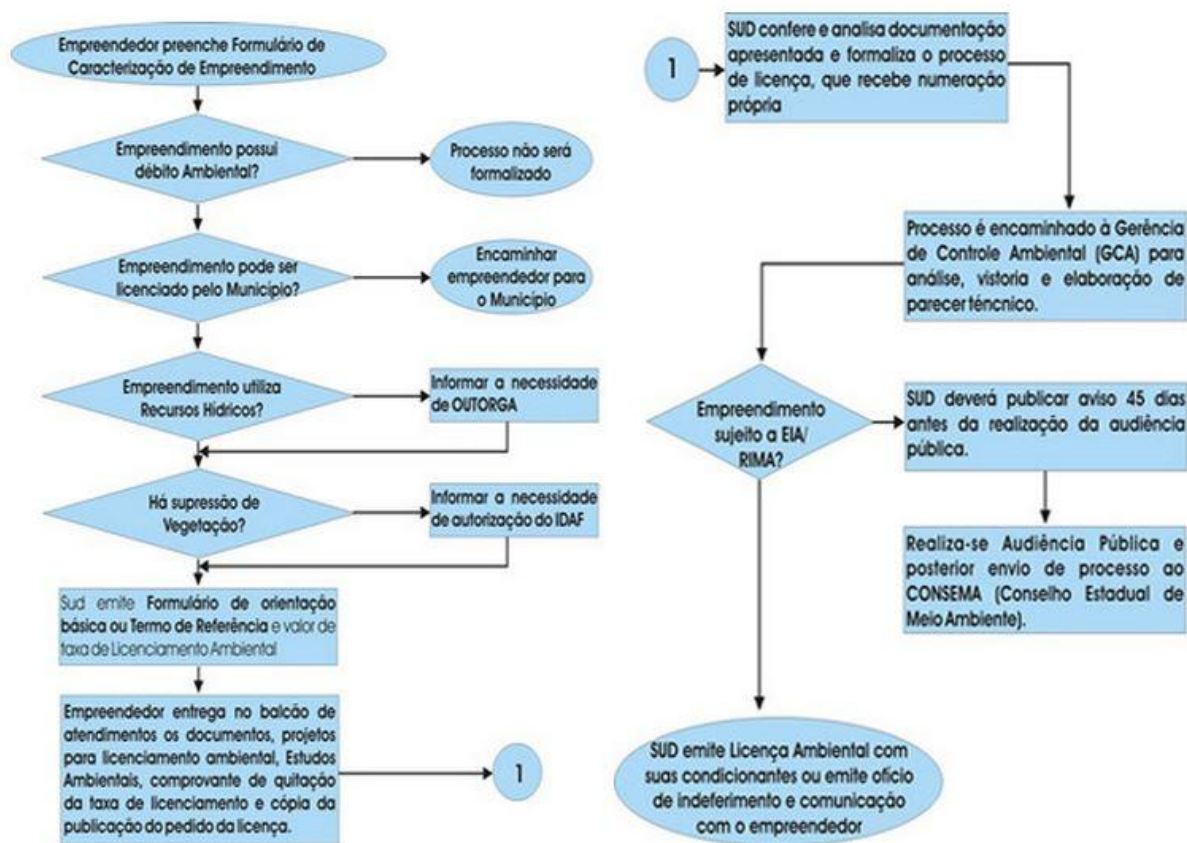 Empreendedor preenche Formulário de
Caracterização de Empreendimento
Empreendimento possui
débito Ambiental?
Processo não será
formalizado
Empreendimento pode ser
licenciado pelo Município?
Encaminhar
empreendedor para
o Município
Empreendimento utiliza
Recursos Hídricos?
Informar a necessidade
de OUTORGA
Há supressão de
Vegetação?
Informar a necessidade
de autorização do IDAF
Sud emite Formulário de orientação
básica ou Termo de Referência e valor de
taxa de Licenciamento Ambiental
Empreendedor entrega no balcão de
atendimentos os documentos, projetos
para licenciamento ambiental, Estudos
Ambientais, comprovante de quitação
da taxa de licenciamento e cópia da
publicação do pedido da licença.
1
1
SUD confere e analisa documentação
apresentada e formaliza o processo
de licença, que recebe numeração
própria
Processo é encaminhado à Gerência
de Controle Ambiental (GCA) para
análise, vistoria e elaboração de
parecer téncnico.
Empreendimento
sujeito a EIA/
RIMA?
SUD deverá publicar aviso 45 dias
antes da realização da audiência
pública.
Realiza-se Audiência Pública e
posterior envio de processo ao
CONSEMA (Conselho Estadual de
Meio Ambiente).
SUD emite Licença Ambiental com
suas condicionantes ou emite ofício
de indeferimento e comunicação
com o empreendedor